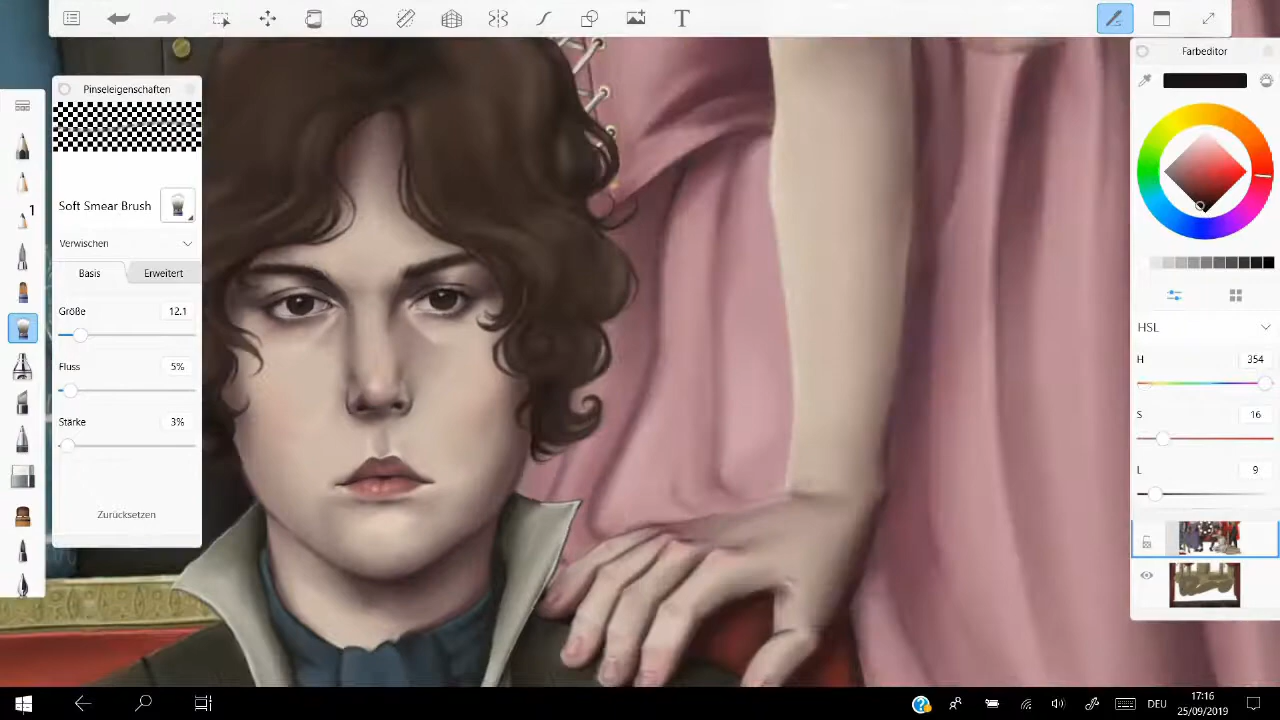 T
Pinseleigenschaften
Soft Smear Brush
Verwischen
Basis
Erweitert
Größe
12.1
Fluss
5%
Stärke
3%
Zurücksetzen
1
Farbeditor
HSL
H
354
S
16
L
9
DEU
17:16
25/09/2019